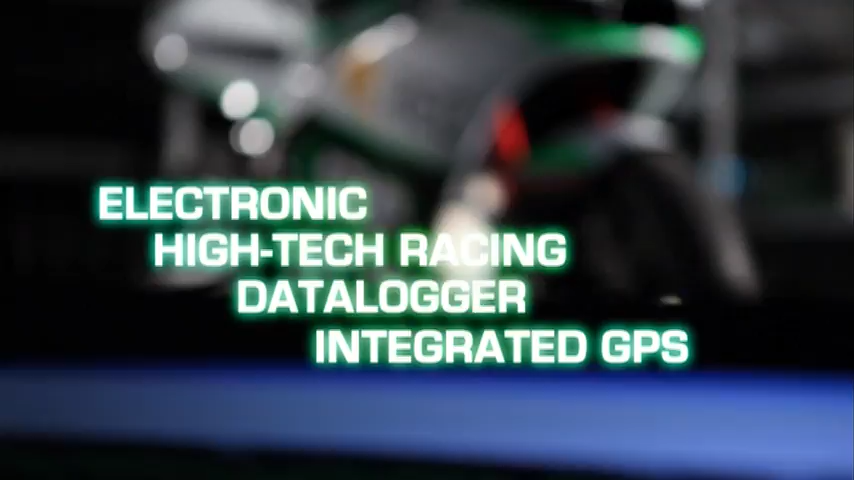 ELECTRONIC
HIGH-TECH RACING
DATALOGGER
INTEGRATED GPS